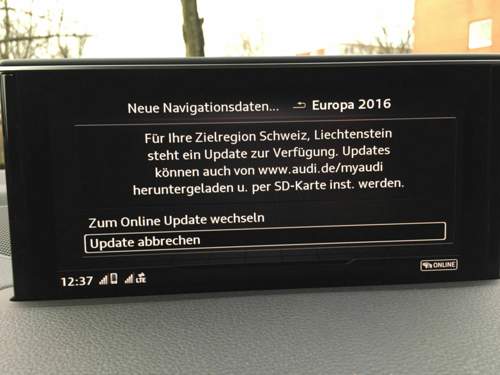 Neue Navigationsdaten... Europa 2016
Für Ihre Zielregion Schweiz, Liechtenstein
steht ein Update zur Verfügung. Updates
können auch von www.audi.de/myaudi
heruntergeladen u. per SD-Karte inst. werden.
Zum Online Update wechseln
Update abbrechen
12:37 LTE ONLINE